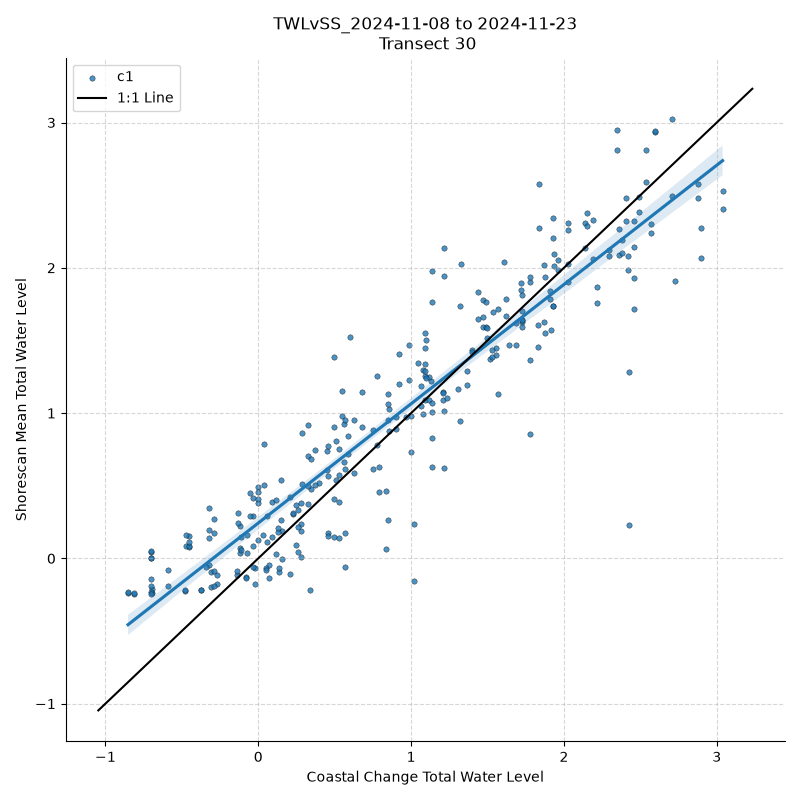 TWLvSS_2024-11-08 to 2024-11-23
Transect 30
c1
1:1 Line
3
2
1
0
−1
Shorescan Mean Total Water Level
−1 0 1 2 3
Coastal Change Total Water Level